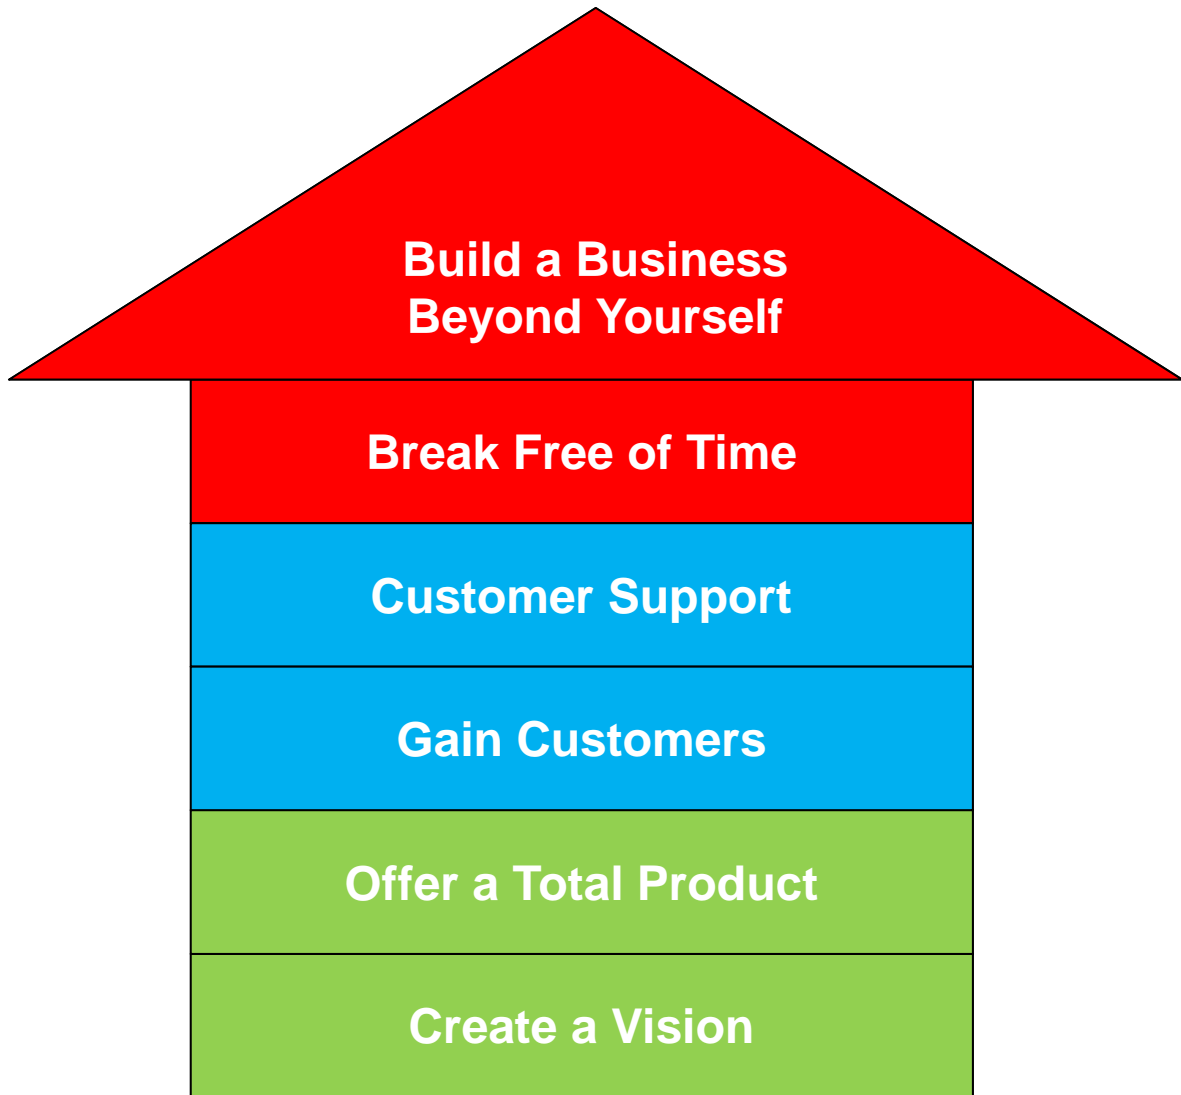 Build a Business
Beyond Yourself
Break Free of Time
Customer Support
Gain Customers
Offer a Total Product
Create a Vision